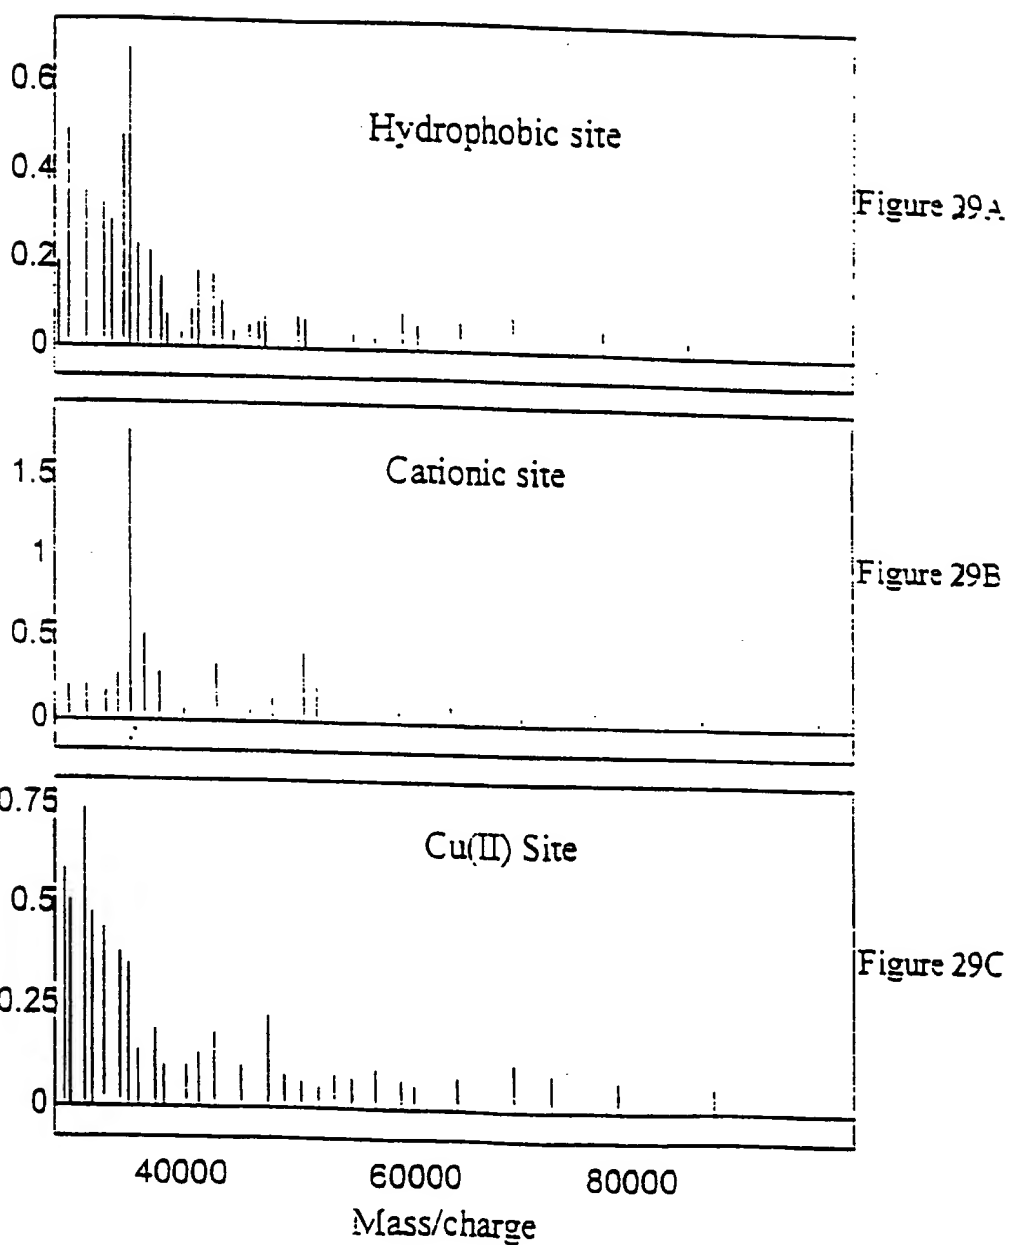 0.6
0.4
0.2
0
Hydrophobic site
Figure 29A
1.5
1
0.5
0
Cationic site
Figure 29B
0.75
0.5
0.25
0
Cu(II) Site
Figure 29C
40000 60000 80000
Mass/charge